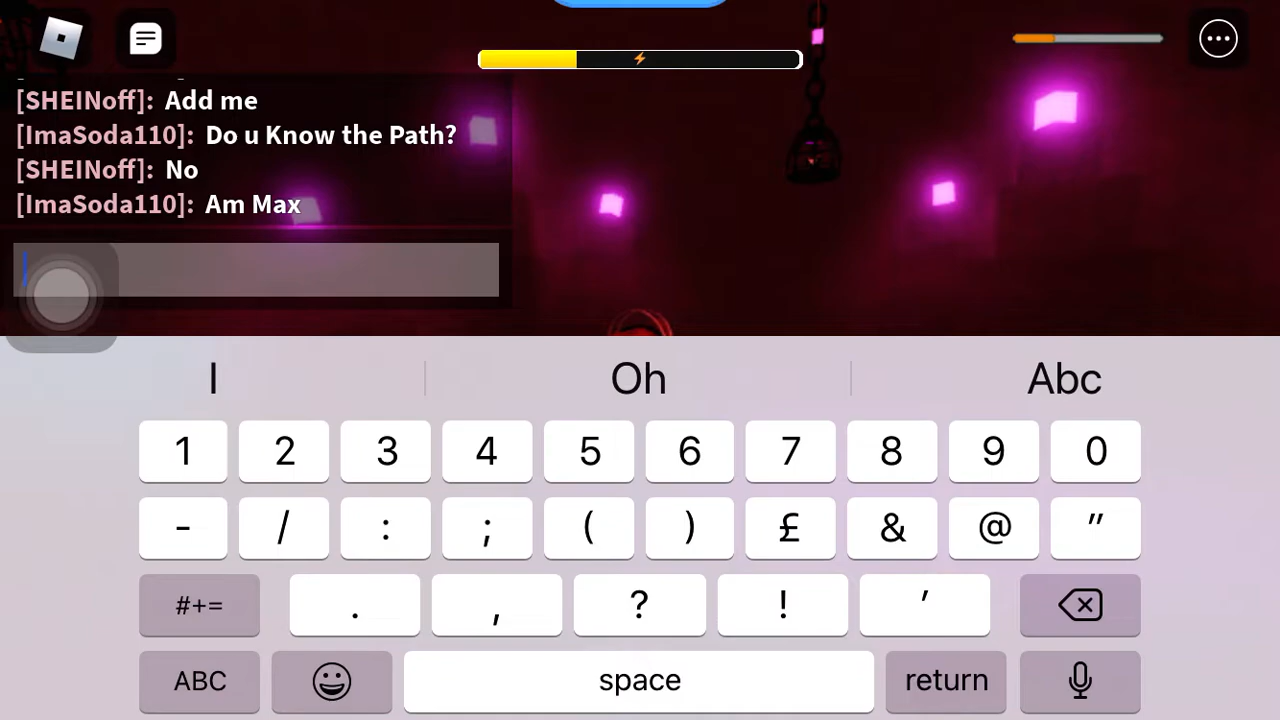 [SHEINoff]: Add me
[ImaSoda110]: Do u Know the Path?
[SHEINoff]: No
[ImaSoda110]: Am Max
I Oh Abc
1 2 3 4 5 6 7 8 9 0
- / : ; ( ) £ & @ "
#+= . , ? ! '
ABC space return